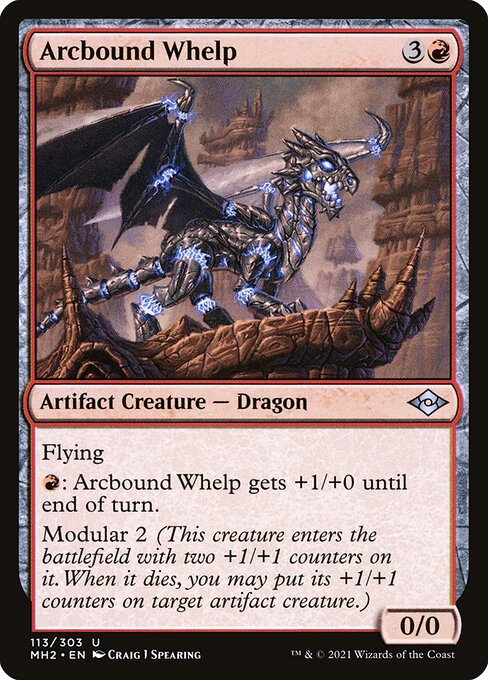 Arcbound Whelp 3
Artifact Creature — Dragon
Flying
: Arcbound Whelp gets +1/+0 until
end of turn.
Modular 2 (This creature enters the
battlefield with two +1/+1 counters on
it. When it dies, you may put its +1/+1
counters on target artifact creature.)
0/0
113/303 U
MH2 • EN Craig J Spearing
™ & © 2021 Wizards of the Coast